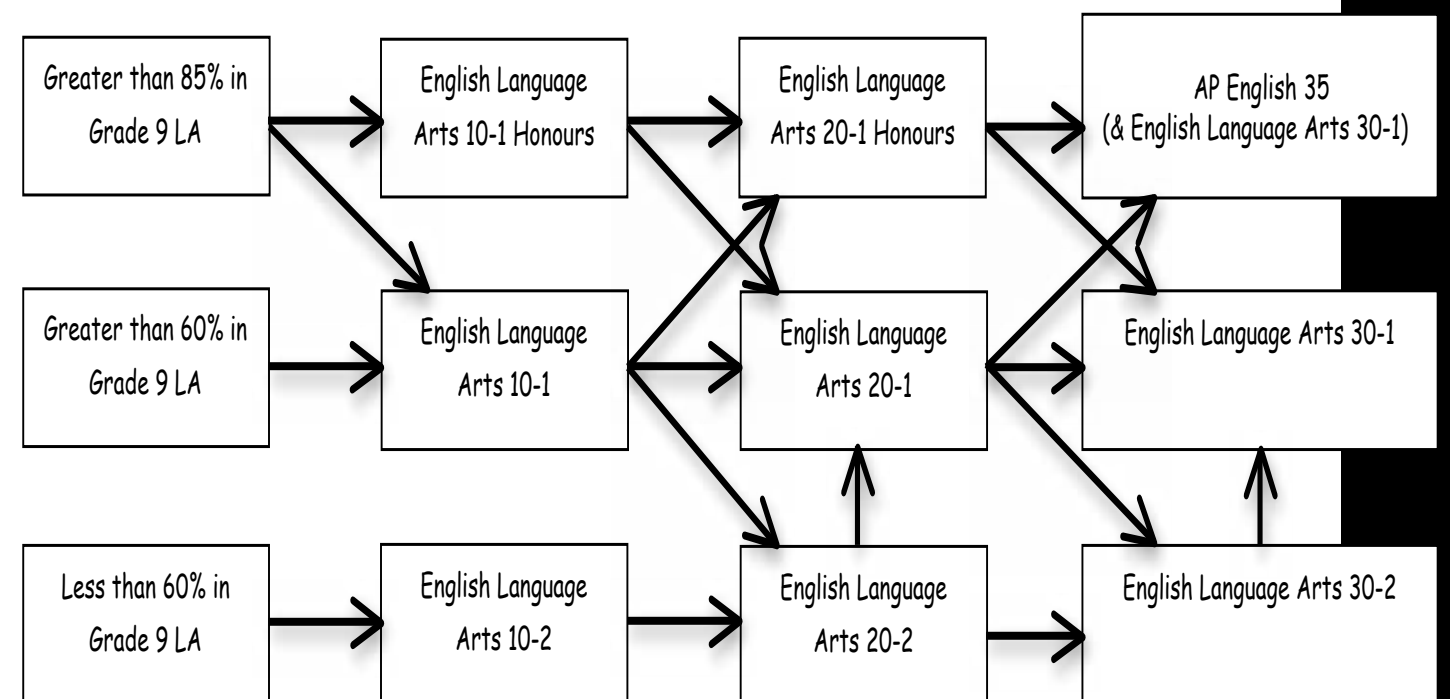 Greater than 85% in
Grade 9 LA
English Language
Arts 10-1 Honours
English Language
Arts 20-1 Honours
AP English 35
(& English Language Arts 30-1)
Greater than 60% in
Grade 9 LA
English Language
Arts 10-1
English Language
Arts 20-1
English Language Arts 30-1
Less than 60% in
Grade 9 LA
English Language
Arts 10-2
English Language
Arts 20-2
English Language Arts 30-2